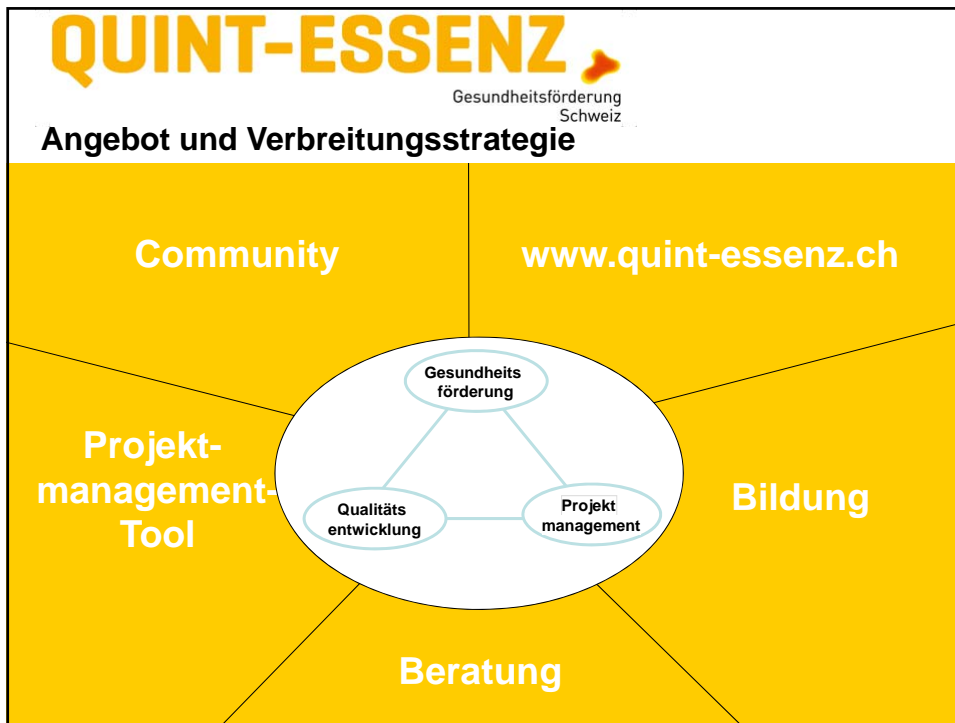 QUINT-ESSENZ
Gesundheitsförderung
Schweiz
Angebot und Verbreitungsstrategie
Community
www.quint-essenz.ch
Gesundheits
förderung
Projekt-
management-
Tool
Qualitäts
entwicklung
Projekt
management
Bildung
Beratung